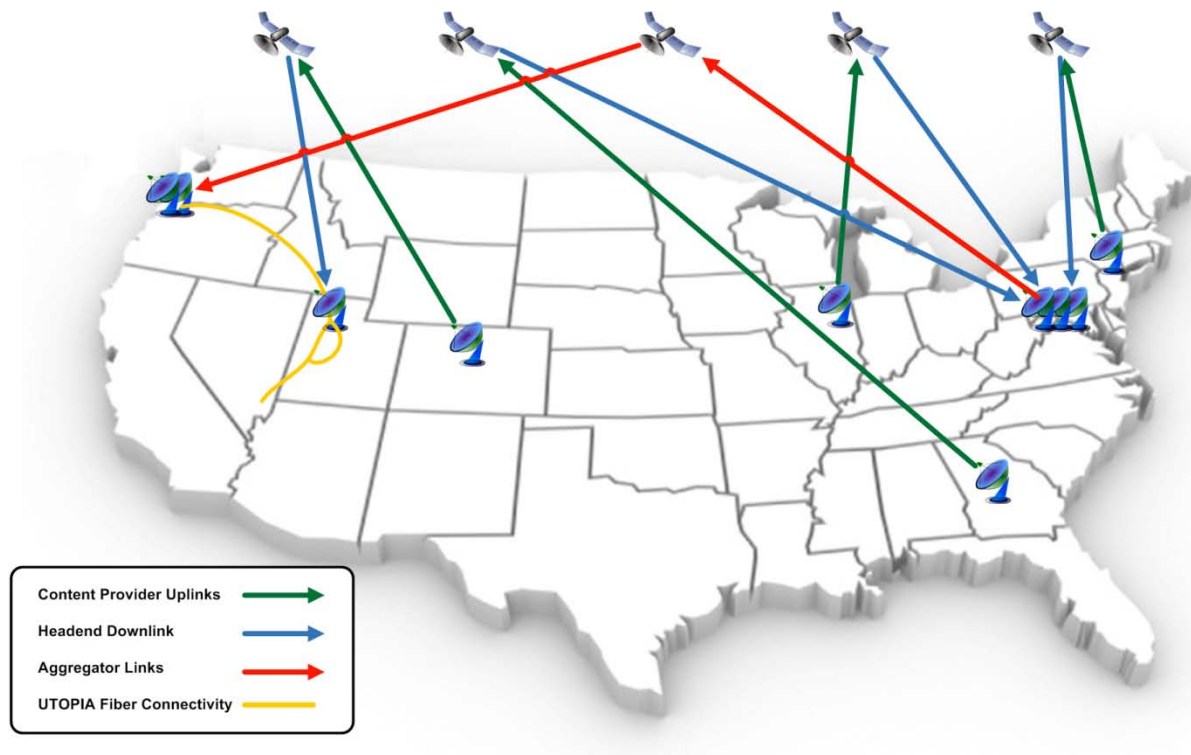 Content Provider Uplinks
Headend Downlink
Aggregator Links
UTOPIA Fiber Connectivity